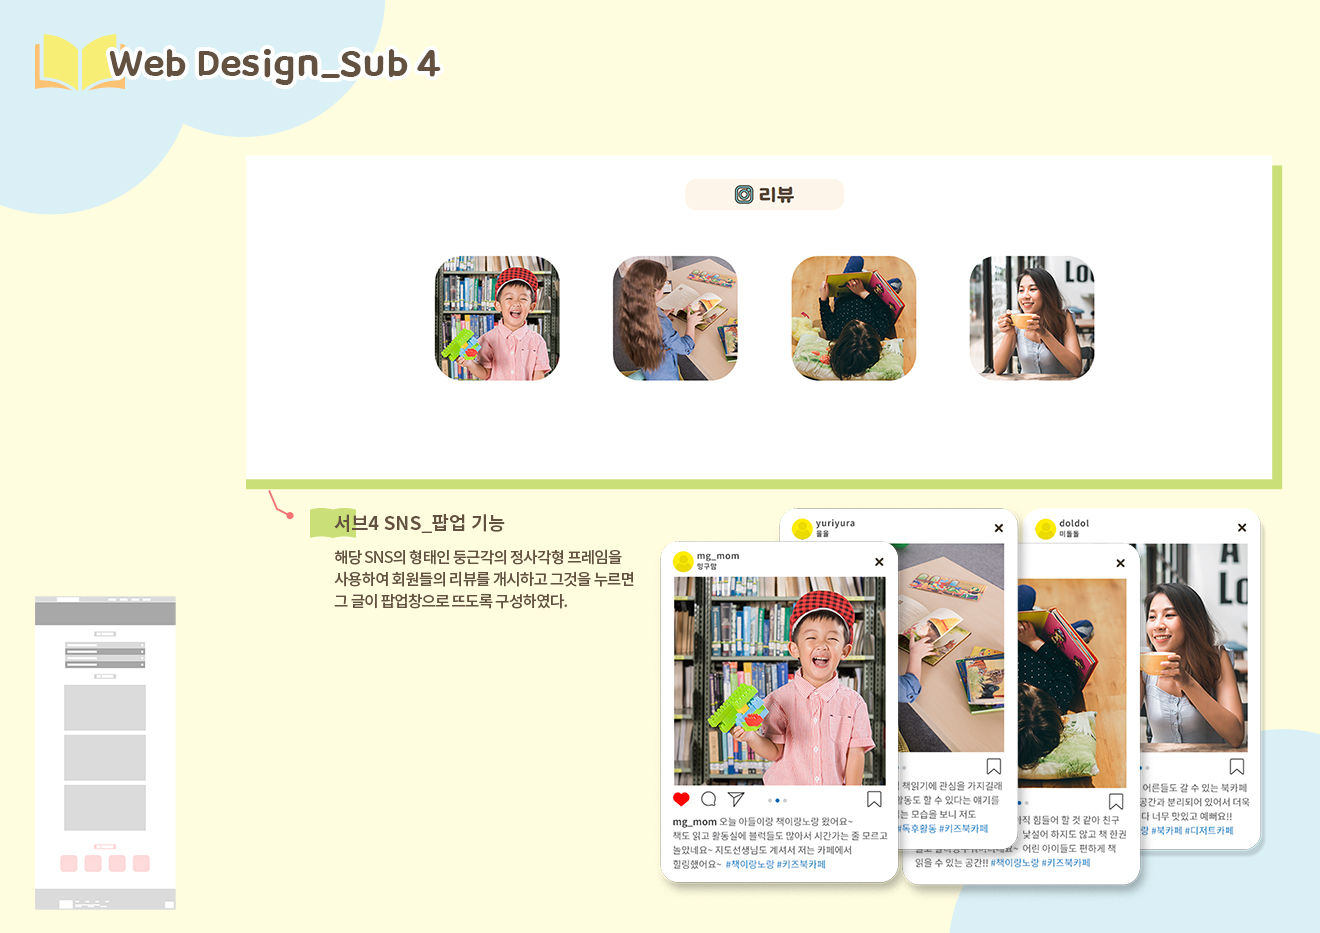 Web Design_Sub 4
리뷰
Lo
서브4 SNS_팝업 기능
해당 SNS의 형태인 둥근각의 정사각형 프레임을
사용하여 회원들의 리뷰를 개시하고 그것을 누르면
그 글이 팝업창으로 뜨도록 구성하였다.
mg_mom
밍구맘
mg_mom 오늘 아들이랑 책이랑노랑 왔어요~
책도 읽고 활동실에 블럭들도 많아서 시간가는 줄 모르고
놀았네요~ 지도선생님도 계셔서 저는 카페에서
힐링했어요~ #책이랑노랑 #키즈북카페
yuriyura
율율
책읽기에 관심을 가지길래
활동도 할 수 있다는 얘기를
는 모습을 보니 저도
#독후활동 #키즈북카페
아직 힘들어 할 것 같아 친구
낯설어 하지도 않고 책 한권
어린 아이들도 편하게 책
읽을 수 있는 공간!! #책이랑노랑 #키즈북카페
doldol
미돌돌
어른들도 갈 수 있는 북카페
공간과 분리되어 있어서 더욱
다 너무 맛있고 예뻐요!!
랑 #북카페 #디저트카페